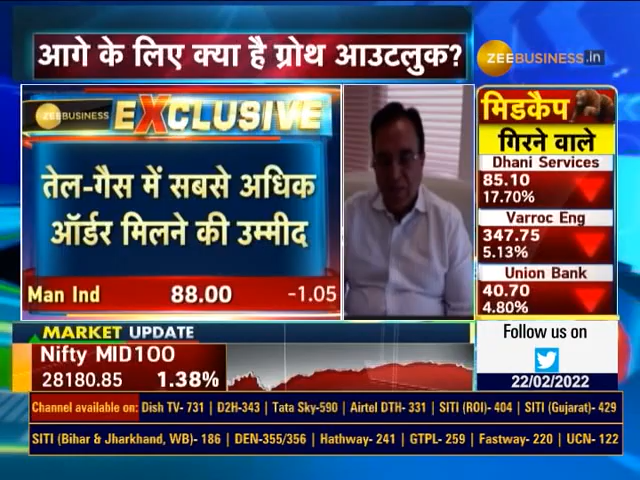 आगे के लिए क्या है ग्रोथ आउटलुक?
ZEEBUSINESS.in
ZEEBUSINESS
EXCLUSIVE
तेल-गैस में सबसे अधिक
ऑर्डर मिलने की उम्मीद
Man Ind 88.00 -1.05
मिडकैप
गिरने वाले
Dhani Services
85.10
17.70%
Varroc Eng
347.75
5.13%
Union Bank
40.70
4.80%
MARKET UPDATE
Nifty MID100
28180.85 1.38%
Follow us on
22/02/2022
Channel available on: Dish TV- 731 | D2H-343 | Tata Sky-590 | Airtel DTH- 331 | SITI (ROI)- 404 | SITI (Gujarat)- 429
SITI (Bihar & Jharkhand, WB)- 186 | DEN-355/356 | Hathway- 241 | GTPL- 259 | Fastway- 220 | UCN- 122